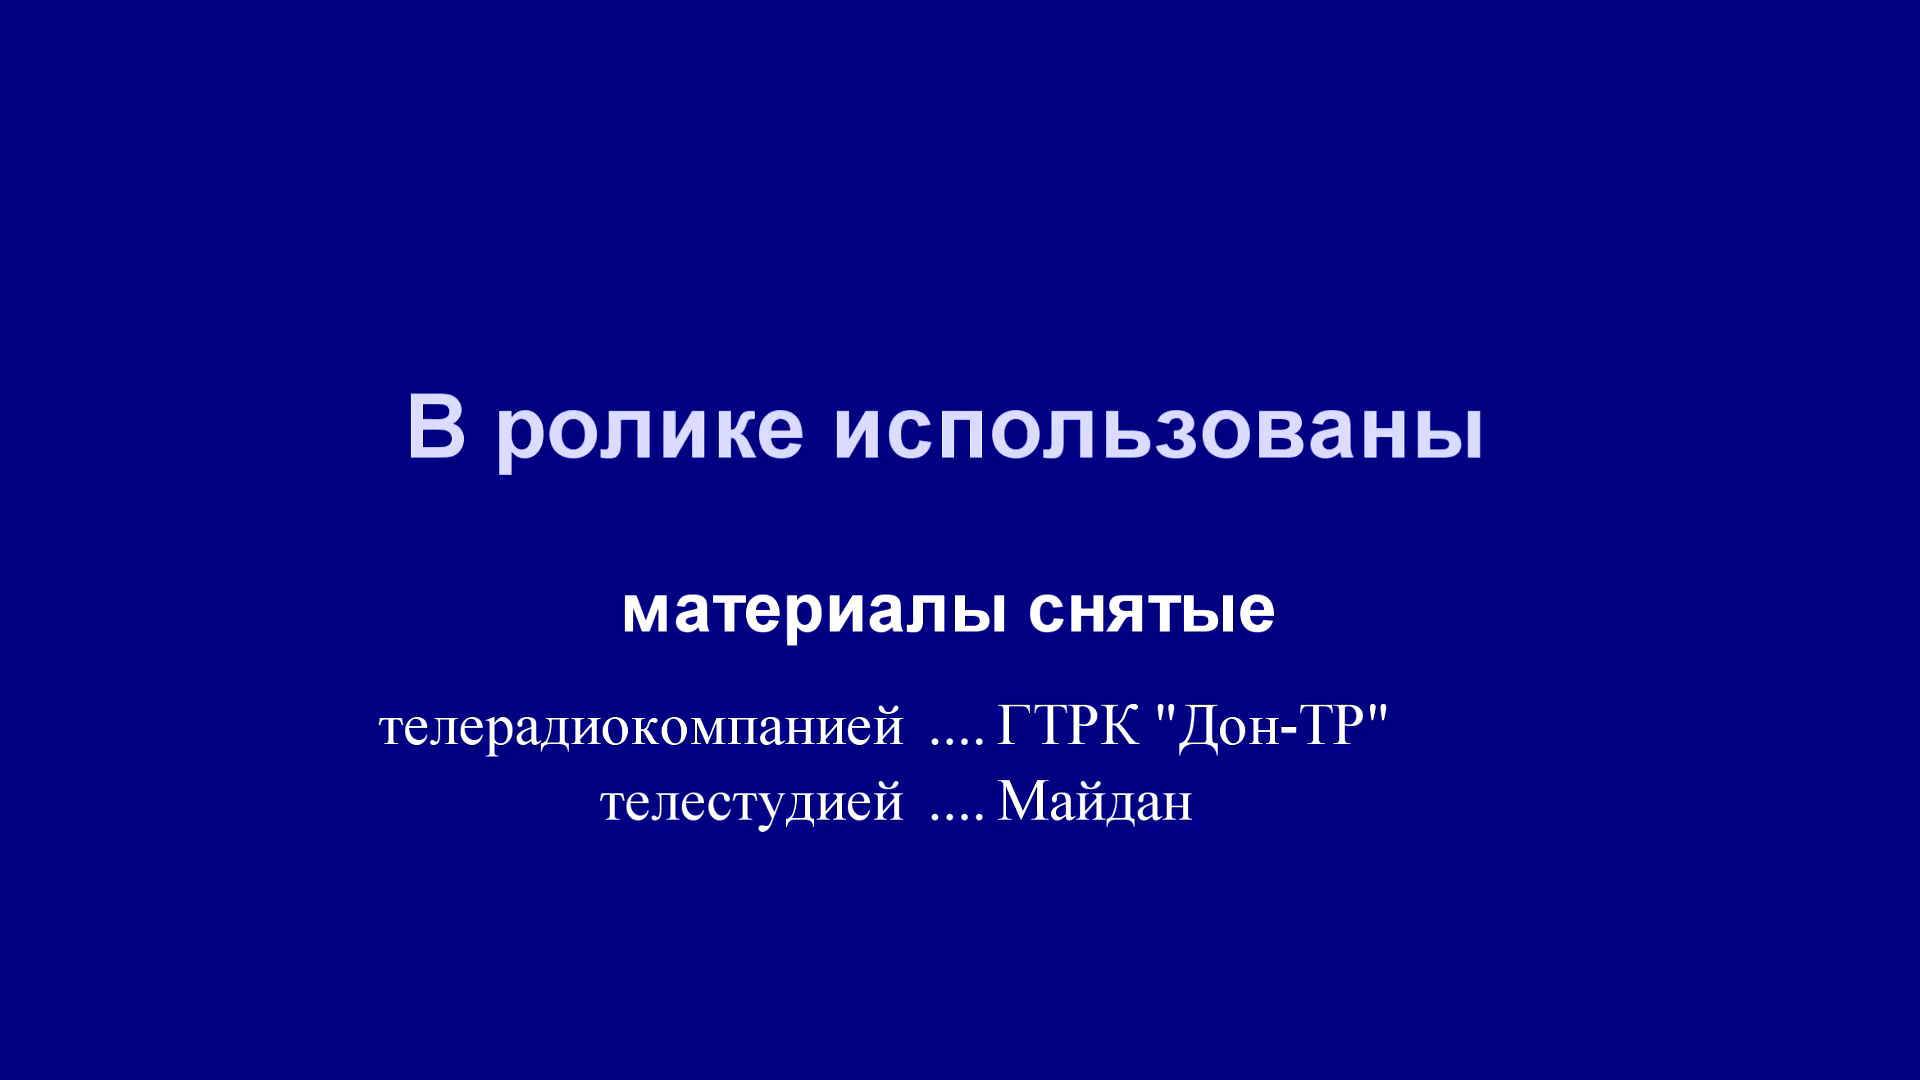 В ролике использованы
материалы снятые
телерадиокомпанией .... ГТРК "Дон-ТР"
телестудией .... Майдан